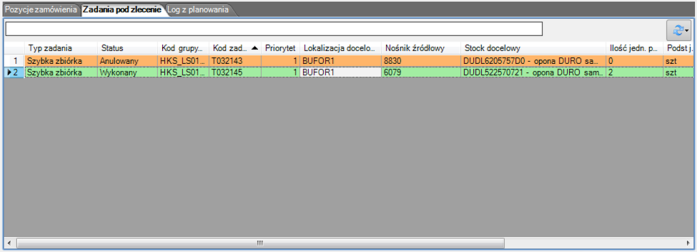 Pozycje zamówienia Zadania pod zlecenie Log z planowania
Typ zadania Status Kod grupy... Kod zad... Priorytet Lokalizacja docelo... Nośnik źródłowy Stock docelowy Ilość jedn. p... Podst j.
1 Szybka zbiórka Anulowany HKS_LS01... T032143 1 BUFOR1 8830 DUDL6205757D0 - opona DURO sa... 0 szt
2 Szybka zbiórka Wykonany HKS_LS01... T032145 1 BUFOR1 6079 DUDL522570721 - opona DURO sam... 2 szt